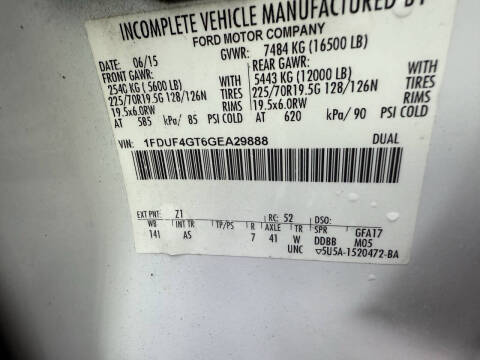 INCOMPLETE VEHICLE MANUFACTURED BY
FORD MOTOR COMPANY
DATE: 06/15 GVWR: 7484 KG (16500 LB)
FRONT GAWR: REAR GAWR:
2540 KG (5600 LB) WITH 5443 KG (12000 LB) WITH
225/70R19.5G 128/126N TIRES 225/70R19.5G 128/126N TIRES
19.5x6.0RW RIMS 19.5x6.0RW RIMS
AT 585 kPa/ 85 PSI COLD AT 620 kPa/ 90 PSI COLD
VIN: 1FDUF4GT6GEA29888 DUAL
EXT PNT: Z1 RC: 52 DSO:
WB INT TR TP/PS R AXLE TR SPR GFA17
141 AS 7 41 W DDBB M05
UNC 5U5A-1520472-BA